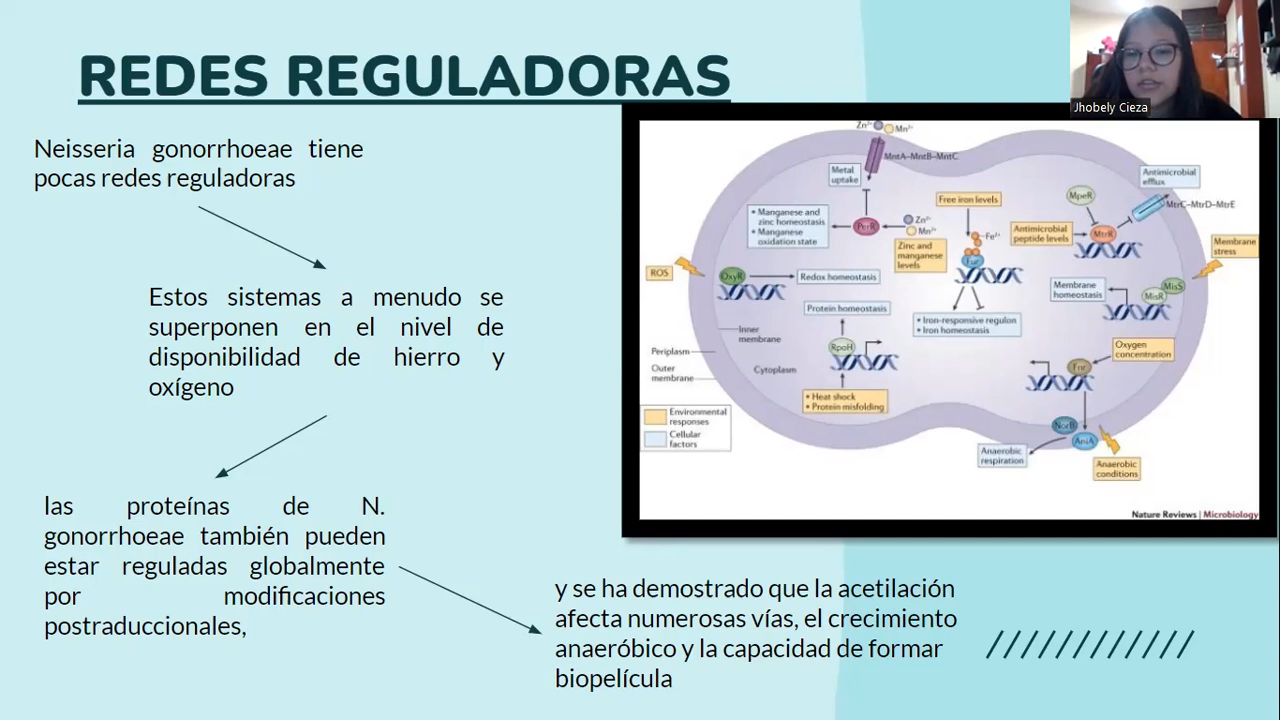 REDES REGULADORAS
Jhobely Cieza
Neisseria gonorrhoeae tiene
pocas redes reguladoras
Estos sistemas a menudo se
superponen en el nivel de
disponibilidad de hierro y
oxígeno
las proteínas de N.
gonorrhoeae también pueden
estar reguladas globalmente
por modificaciones
postraduccionales,
y se ha demostrado que la acetilación
afecta numerosas vías, el crecimiento
anaeróbico y la capacidad de formar
biopelícula
Zn²⁺ Mn²⁺
MntA–MntB–MntC
Metal
uptake
• Manganese and
zinc homeostasis
• Manganese
oxidation state
PerR
Zn²⁺
Mn²⁺
Zinc and
manganese
levels
Free iron levels
Fe²⁺
Fur
• Iron-responsive regulon
• Iron homeostasis
Antimicrobial
peptide levels
MpeR
MtrR
Antimicrobial
efflux
MtrC–MtrD–MtrE
Membrane
stress
Membrane
homeostasis
MisS
MisR
ROS
OxyR
Redox homeostasis
Protein homeostasis
RpoH
• Heat shock
• Protein misfolding
Inner
membrane
Periplasm
Outer
membrane
Cytoplasm
Oxygen
concentration
Fnr
NorB
AniA
Anaerobic
respiration
Anaerobic
conditions
Environmental
responses
Cellular
factors
Nature Reviews | Microbiology